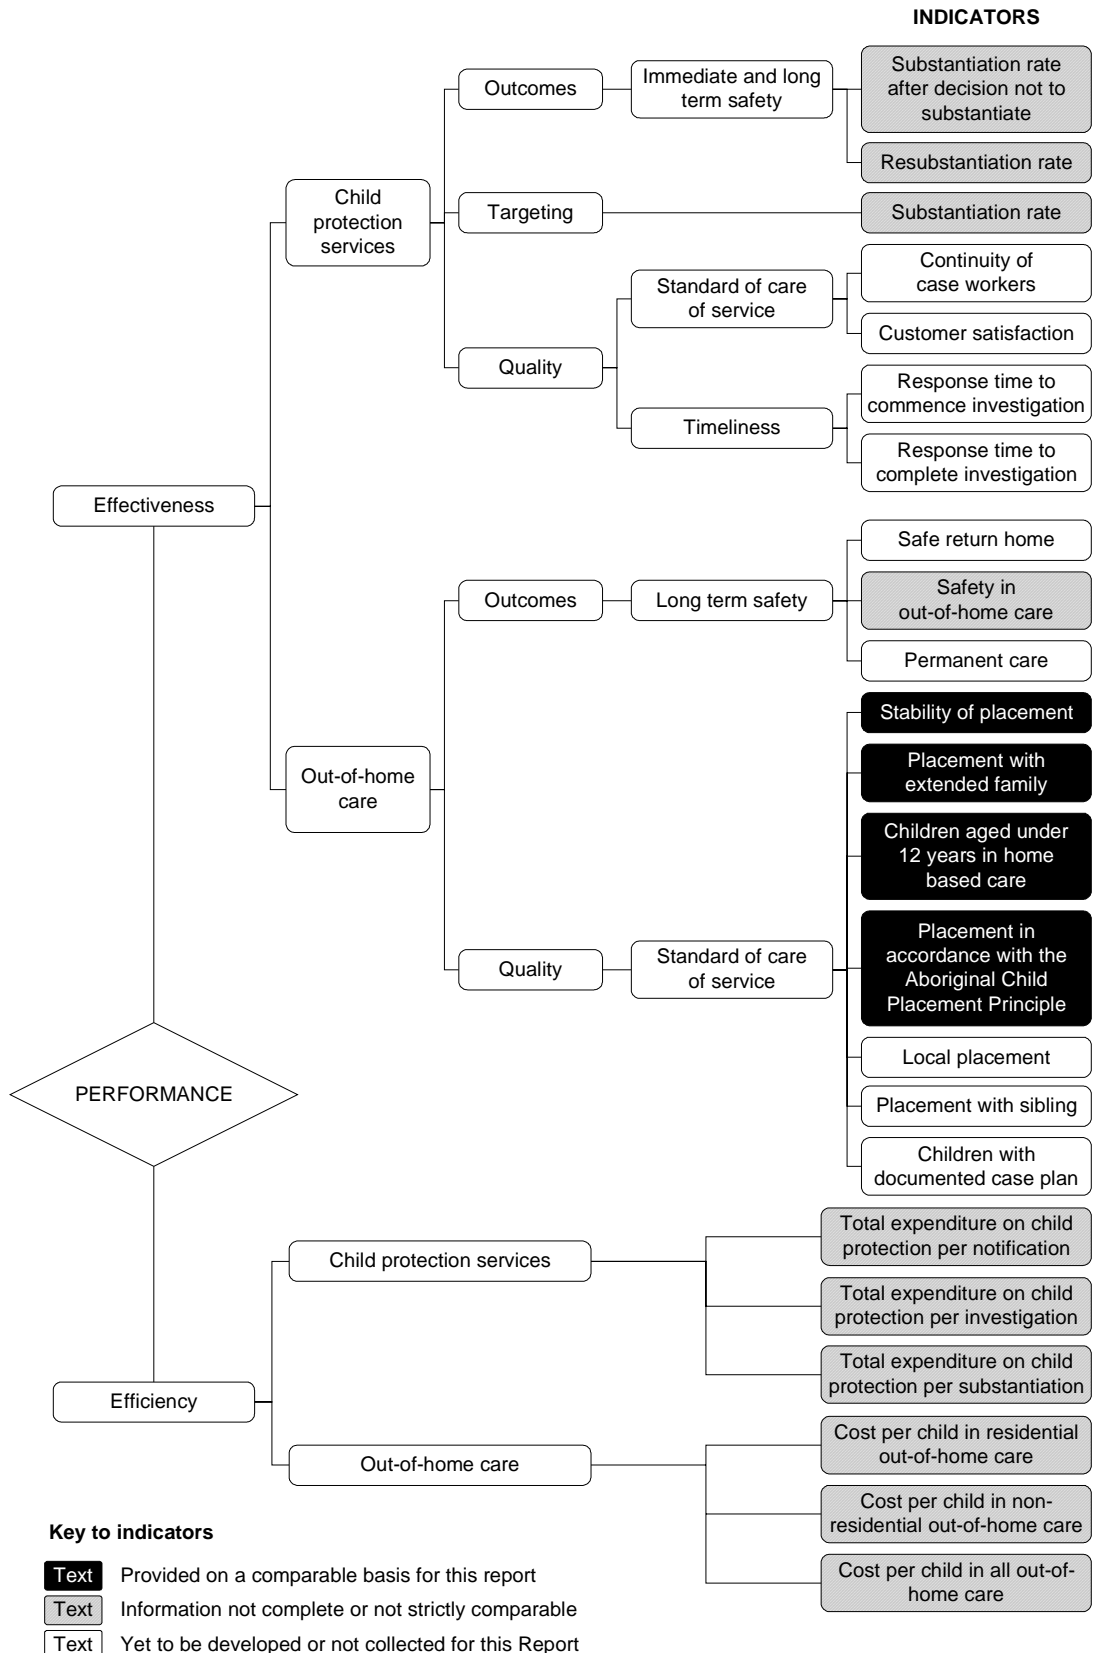 INDICATORS
Outcomes
Immediate and long
term safety
Substantiation rate
after decision not to
substantiate
Resubstantiation rate
Child
protection
services
Targeting
Substantiation rate
Quality
Standard of care
of service
Continuity of
case workers
Customer satisfaction
Timeliness
Response time to
commence investigation
Response time to
complete investigation
Effectiveness
Outcomes
Long term safety
Safe return home
Safety in
out-of-home care
Permanent care
Out-of-home
care
Quality
Standard of care
of service
Stability of placement
Placement with
extended family
Children aged under
12 years in home
based care
Placement in
accordance with the
Aboriginal Child
Placement Principle
Local placement
Placement with sibling
Children with
documented case plan
PERFORMANCE
Efficiency
Child protection services
Total expenditure on child
protection per notification
Total expenditure on child
protection per investigation
Total expenditure on child
protection per substantiation
Out-of-home care
Cost per child in residential
out-of-home care
Cost per child in non-
residential out-of-home care
Cost per child in all out-of-
home care
Key to indicators
Text Provided on a comparable basis for this report
Text Information not complete or not strictly comparable
Text Yet to be developed or not collected for this Report